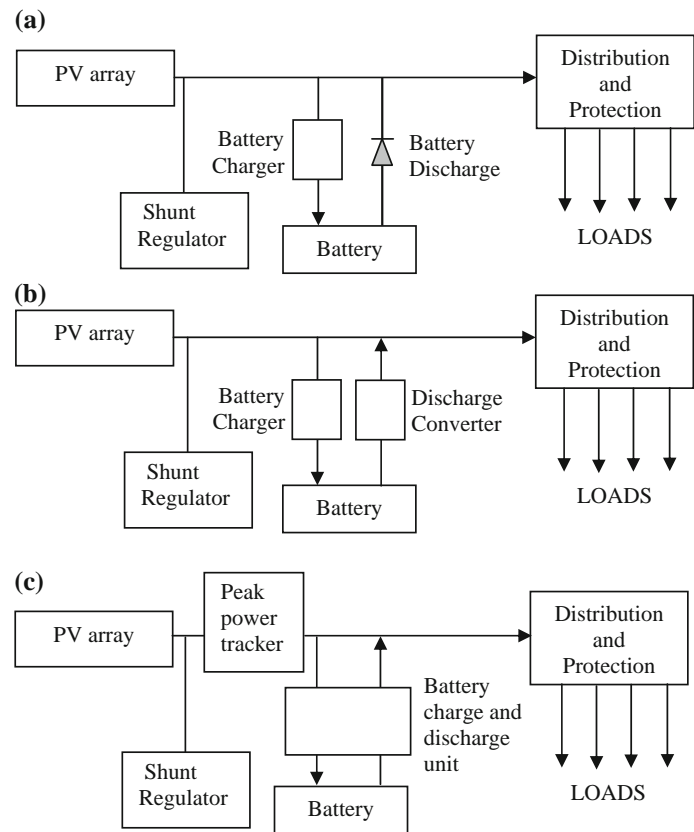 (a)
PV array
Distribution
and
Protection
Battery
Charger
Battery
Discharge
Shunt
Regulator
Battery
LOADS
(b)
PV array
Distribution
and
Protection
Battery
Charger
Discharge
Converter
Shunt
Regulator
Battery
LOADS
(c)
PV array
Peak
power
tracker
Distribution
and
Protection
Battery
charge and
discharge
unit
Shunt
Regulator
Battery
LOADS